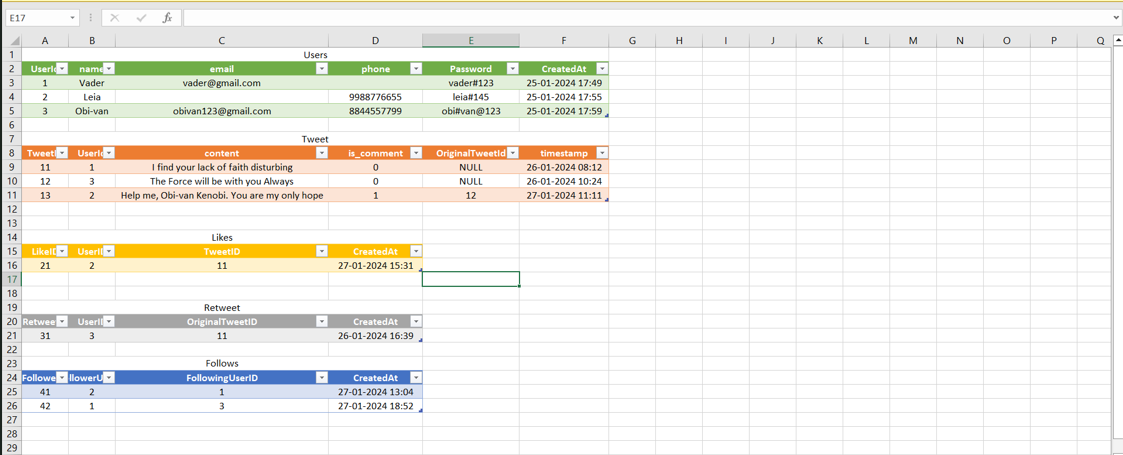 E17 fx
A B C D E F G H I J K L M N O P Q
1 Users
2 UserId name email phone Password CreatedAt
3 1 Vader vader@gmail.com vader#123 25-01-2024 17:49
4 2 Leia 9988776655 leia#145 25-01-2024 17:55
5 3 Obi-van obivan123@gmail.com 8844557799 obi#van@123 25-01-2024 17:59
6
7 Tweet
8 TweetI UserId content is_comment OriginalTweetId timestamp
9 11 1 I find your lack of faith disturbing 0 NULL 26-01-2024 08:12
10 12 3 The Force will be with you Always 0 NULL 26-01-2024 10:24
11 13 2 Help me, Obi-van Kenobi. You are my only hope 1 12 27-01-2024 11:11
12
13
14 Likes
15 LikeID UserID TweetID CreatedAt
16 21 2 11 27-01-2024 15:31
17
18
19 Retweet
20 Retwee UserID OriginalTweetID CreatedAt
21 31 3 11 26-01-2024 16:39
22
23 Follows
24 Followe llowerU FollowingUserID CreatedAt
25 41 2 1 27-01-2024 13:04
26 42 1 3 27-01-2024 18:52
27
28
29